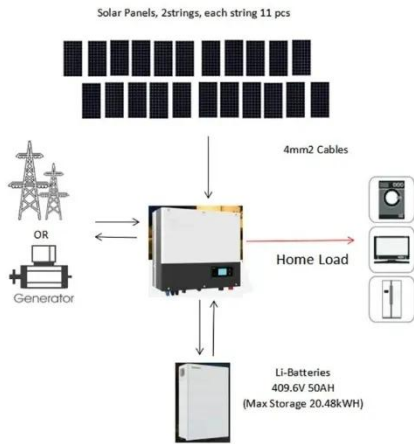 Solar Panels, 2strings, each string 11 pcs
4mm2 Cables
OR
Generator
Home Load
Li-Batteries
409.6V 50AH
(Max Storage 20.48kWH)